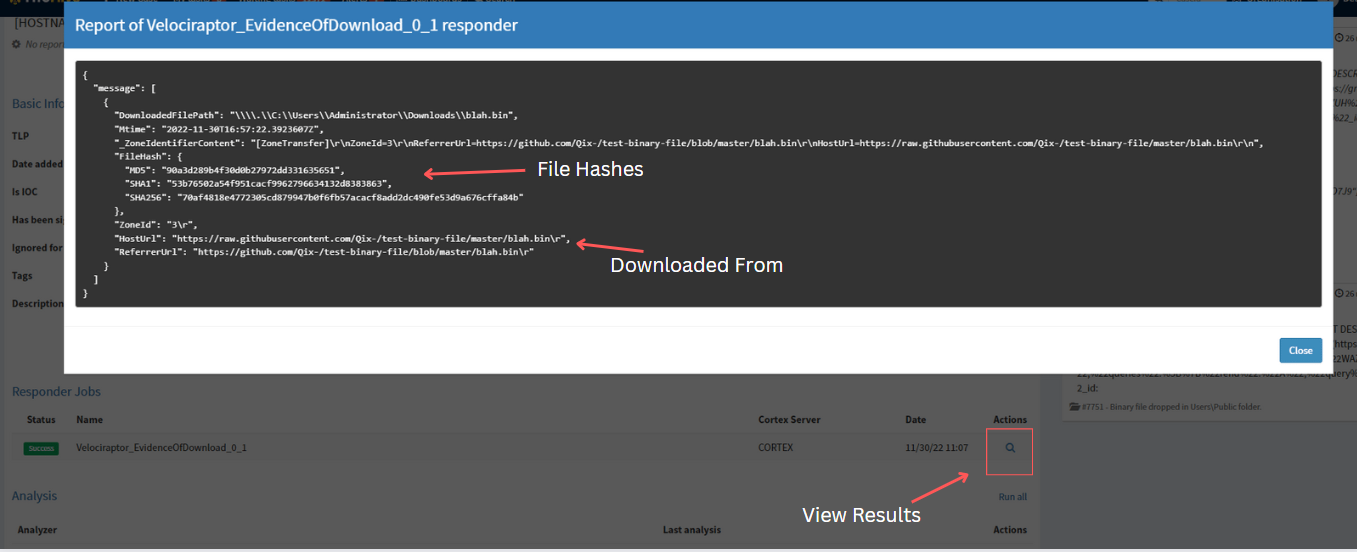 [HOSTNA
No repor
Report of Velociraptor_EvidenceOfDownload_0_1 responder
{
"message": [
{
"DownloadedFilePath": "\\\\.\\C:\\Users\\Administrator\\Downloads\\blah.bin",
"Mtime": "2022-11-30T16:57:22.3923607Z",
"_ZoneIdentifierContent": "[ZoneTransfer]\r\nZoneId=3\r\nReferrerUrl=https://github.com/Qix-/test-binary-file/blob/master/blah.bin\r\nHostUrl=https://raw.githubusercontent.com/Qix-/test-binary-file/master/blah.bin\r\n",
"FileHash": {
"MD5": "90a3d289b4f30d0b27972dd331635651",
"SHA1": "53b76502a54f951cacf9962796634132d8383863",
"SHA256": "70af4818e4772305cd879947b0f6fb57acacf8add2dc490fe53d9a676cffa84b"
},
"ZoneId": "3\r",
"HostUrl": "https://raw.githubusercontent.com/Qix-/test-binary-file/master/blah.bin\r",
"ReferrerUrl": "https://github.com/Qix-/test-binary-file/blob/master/blah.bin\r"
}
]
}
File Hashes
Downloaded From
Close
Basic Info
TLP
Date added
Is IOC
Has been si
Ignored for
Tags
Description
Responder Jobs
Status Name Cortex Server Date Actions
Success Velociraptor_EvidenceOfDownload_0_1 CORTEX 11/30/22 11:07
Analysis Run all
View Results
Analyzer Last analysis Actions
2_id:
#7751 - Binary file dropped in Users\Public folder.